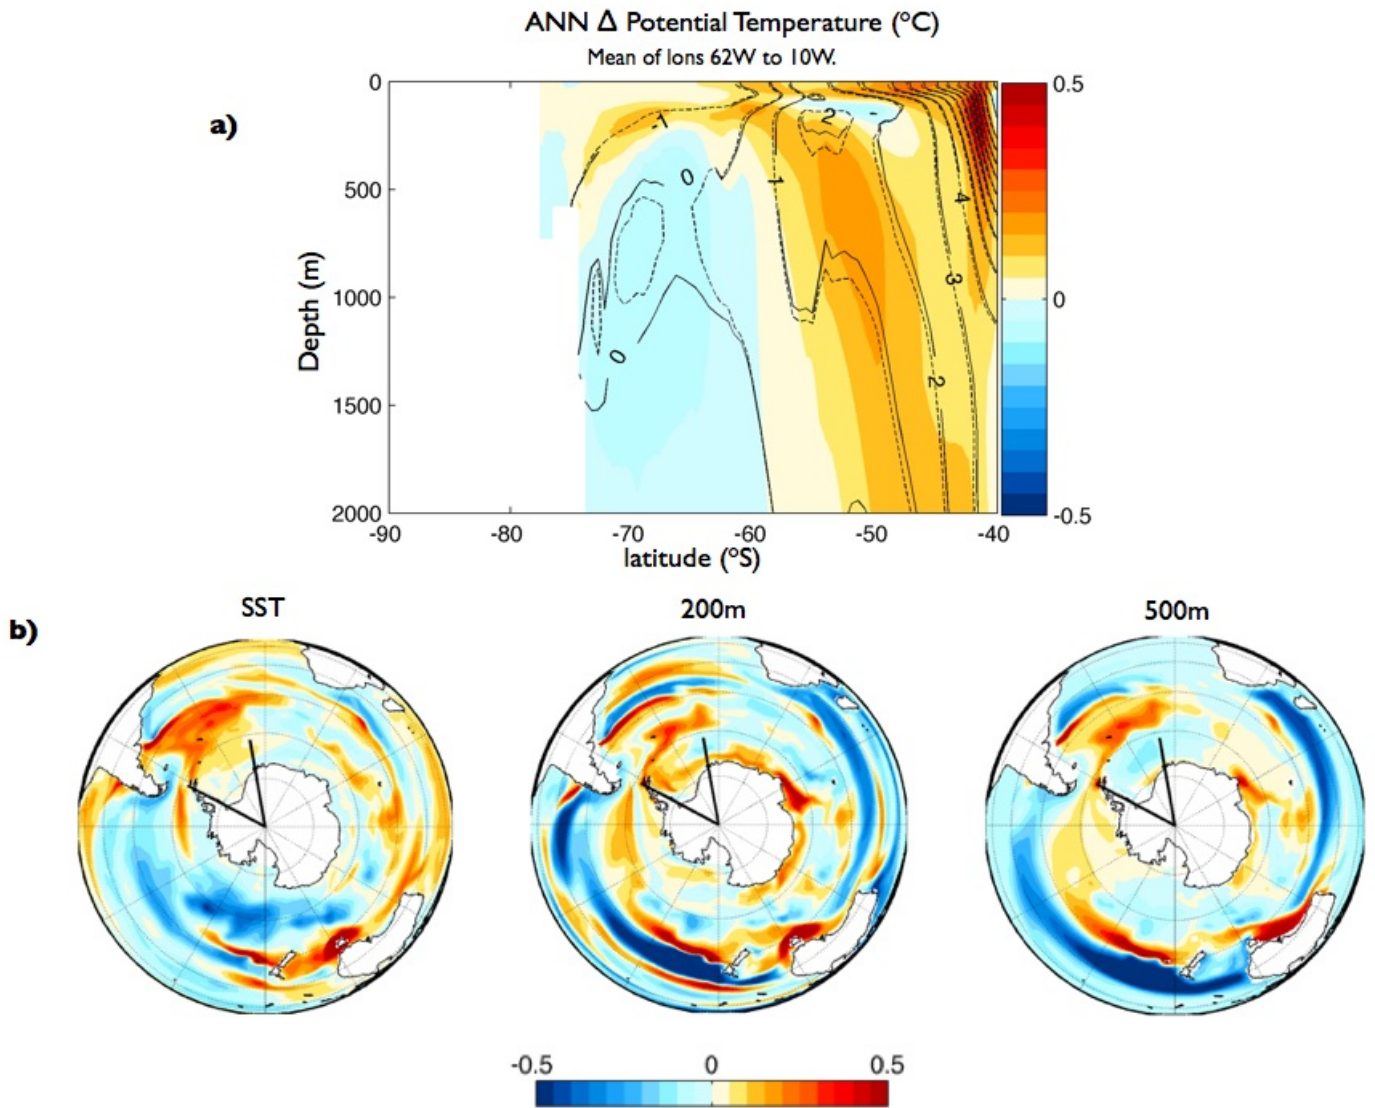 ANN Δ Potential Temperature (°C)
Mean of lons 62W to 10W.
a)
0
500
1000
1500
2000
Depth (m)
-90
-80
-70
-60
-50
-40
latitude (°S)
-1
0
0
1
2
2
3
4
0.5
0
-0.5
b)
SST
200m
500m
-0.5
0
0.5